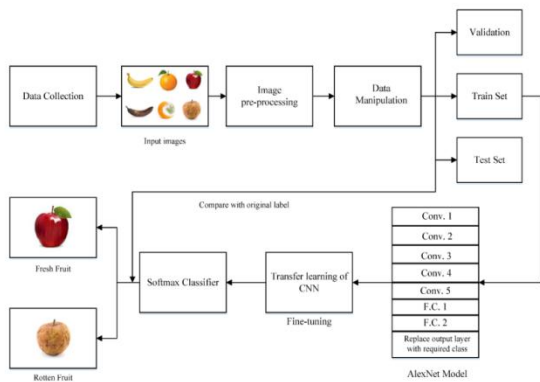 Validation
Data Collection
Input images
Image
pre-processing
Data
Manipulation
Train Set
Test Set
Compare with original label
Fresh Fruit
Rotten Fruit
Softmax Classifier
Transfer learning of
CNN
Fine-tuning
Conv. 1
Conv. 2
Conv. 3
Conv. 4
Conv. 5
F.C. 1
F.C. 2
Replace output layer
with required class
AlexNet Model